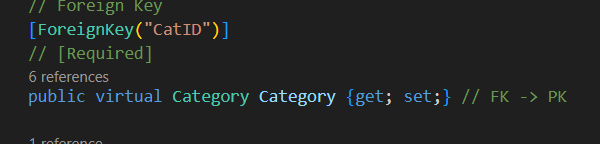 // Foreign Key
[ForeignKey("CatID")]
// [Required]
6 references
public virtual Category Category {get; set;} // FK -> PK
1 reference